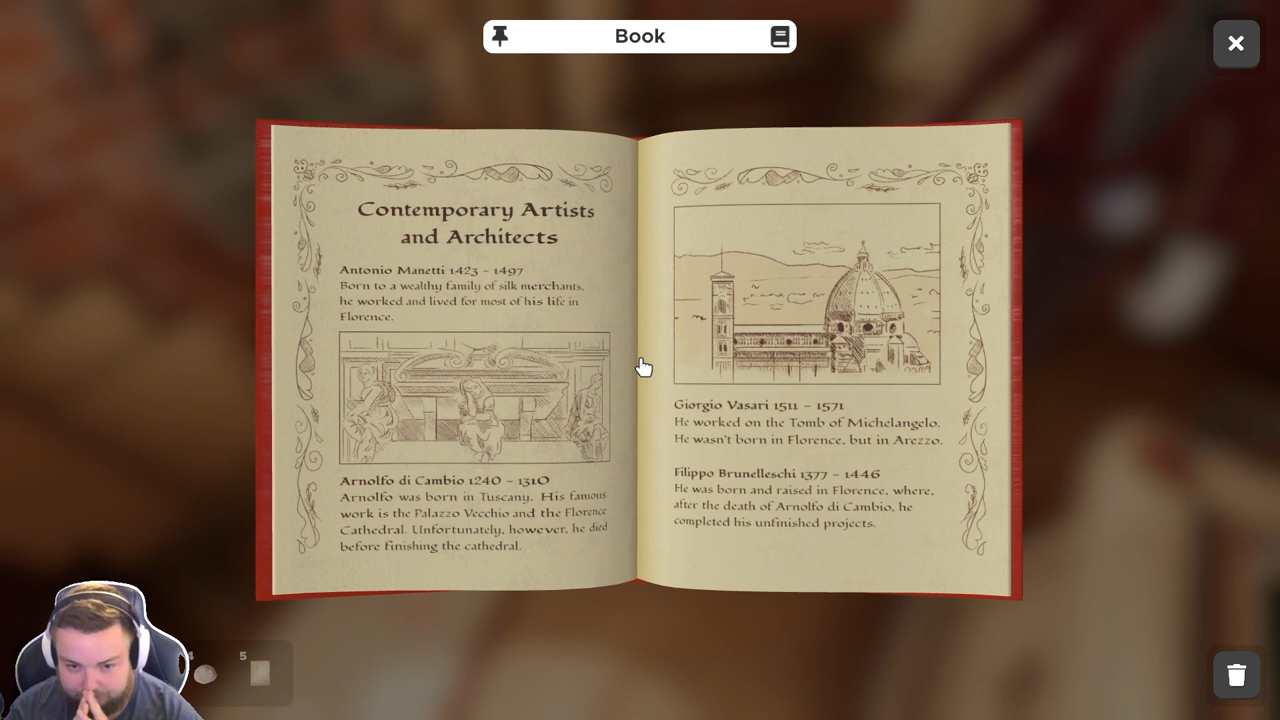 Book
Contemporary Artists
and Architects
Antonio Manetti 1423 - 1497
Born to a wealthy family of silk merchants,
he worked and lived for most of his life in
Florence.
Arnolfo di Cambio 1240 - 1310
Arnolfo was born in Tuscany. His famous
work is the Palazzo Vecchio and the Florence
Cathedral. Unfortunately, however, he died
before finishing the cathedral.
Giorgio Vasari 1511 - 1571
He worked on the Tomb of Michelangelo.
He wasn't born in Florence, but in Arezzo.
Filippo Brunelleschi 1377 - 1446
He was born and raised in Florence, where,
after the death of Arnolfo di Cambio, he
completed his unfinished projects.
4 5